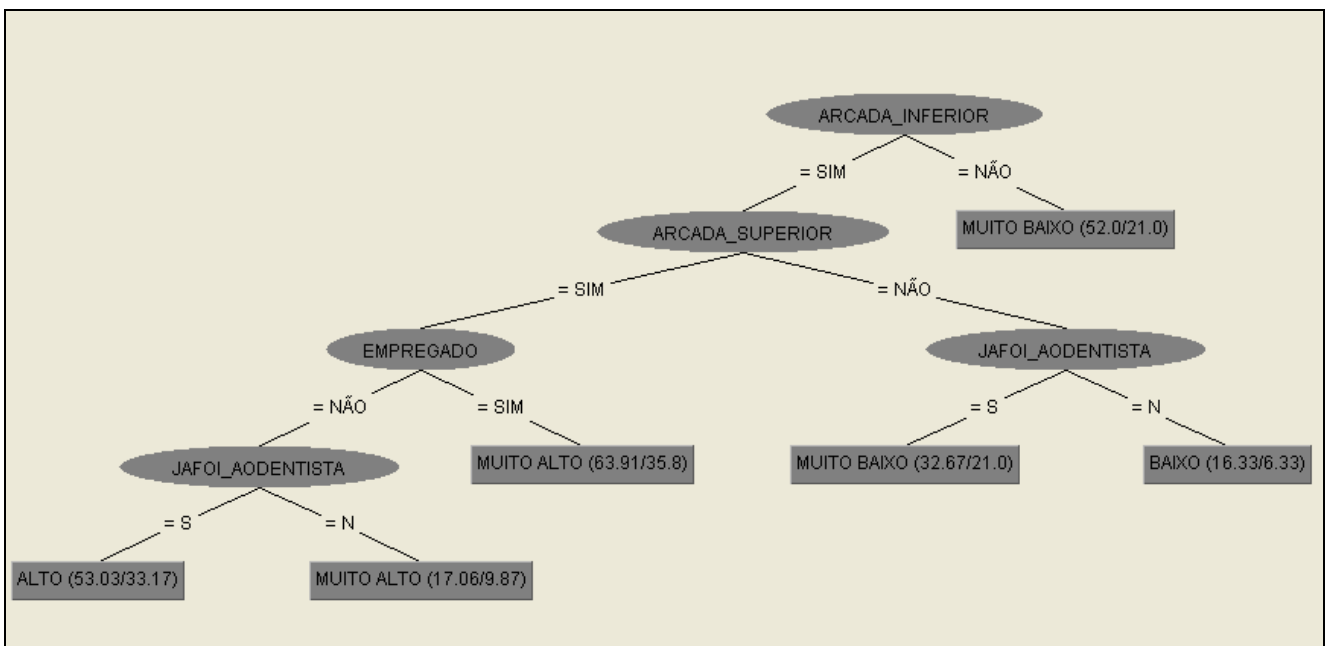 ARCADA_INFERIOR
= SIM
= NÃO
ARCADA_SUPERIOR
MUITO BAIXO (52.0/21.0)
= SIM
= NÃO
EMPREGADO
JAFOI_AODENTISTA
= NÃO
= SIM
= S
= N
JAFOI_AODENTISTA
MUITO ALTO (63.91/35.8)
MUITO BAIXO (32.67/21.0)
BAIXO (16.33/6.33)
= S
= N
ALTO (53.03/33.17)
MUITO ALTO (17.06/9.87)